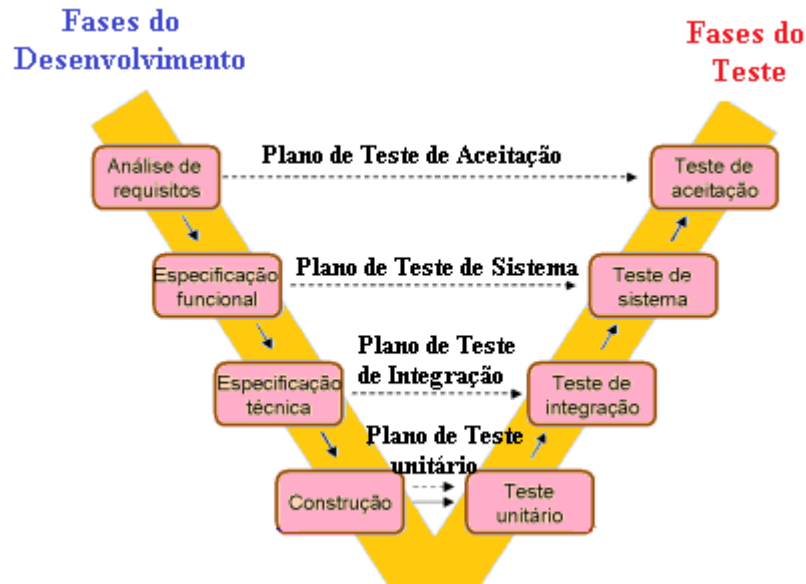 Fases do
Desenvolvimento
Fases do
Teste
Análise de
requisitos
Plano de Teste de Aceitação
Teste de
aceitação
Especificação
funcional
Plano de Teste de Sistema
Teste de
sistema
Especificação
técnica
Plano de Teste
de Integração
Teste de
integração
Construção
Plano de Teste
unitário
Teste
unitário